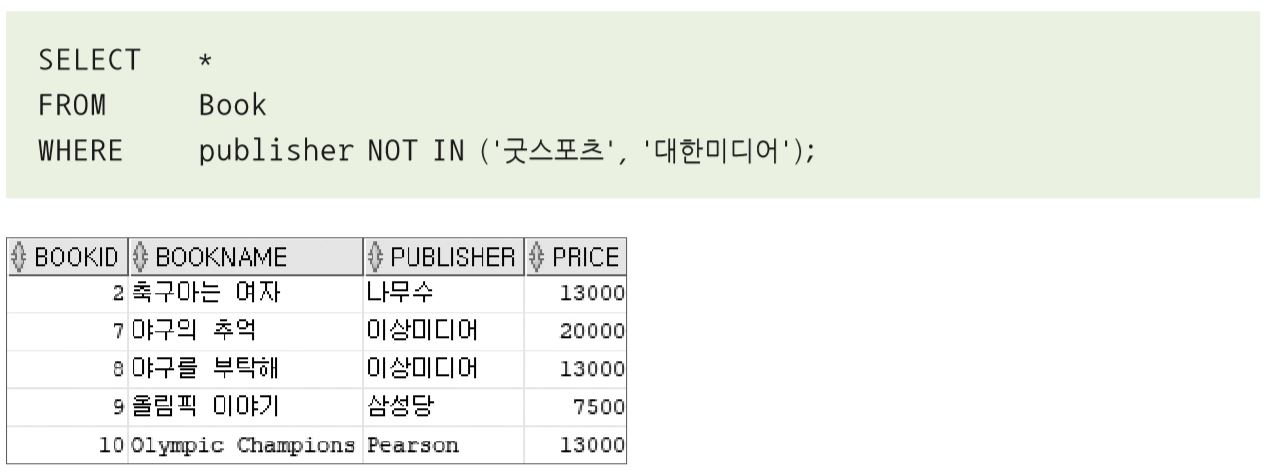 SELECT *
FROM Book
WHERE publisher NOT IN ('굿스포츠', '대한미디어');
BOOKID BOOKNAME PUBLISHER PRICE
2 축구아는 여자 나무수 13000
7 야구의 추억 이상미디어 20000
8 야구를 부탁해 이상미디어 13000
9 올림픽 이야기 삼성당 7500
10 Olympic Champions Pearson 13000